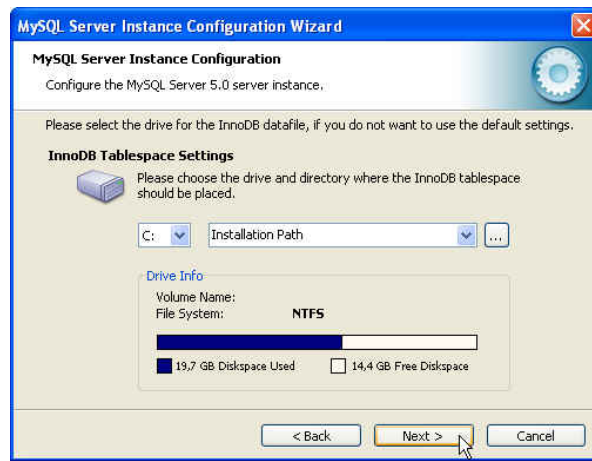 MySQL Server Instance Configuration Wizard
MySQL Server Instance Configuration
Configure the MySQL Server 5.0 server instance.
Please select the drive for the InnoDB datafile, if you do not want to use the default settings.
InnoDB Tablespace Settings
Please choose the drive and directory where the InnoDB tablespace
should be placed.
C: Installation Path ...
Drive Info
Volume Name:
File System: NTFS
19,7 GB Diskspace Used 14,4 GB Free Diskspace
< Back Next > Cancel